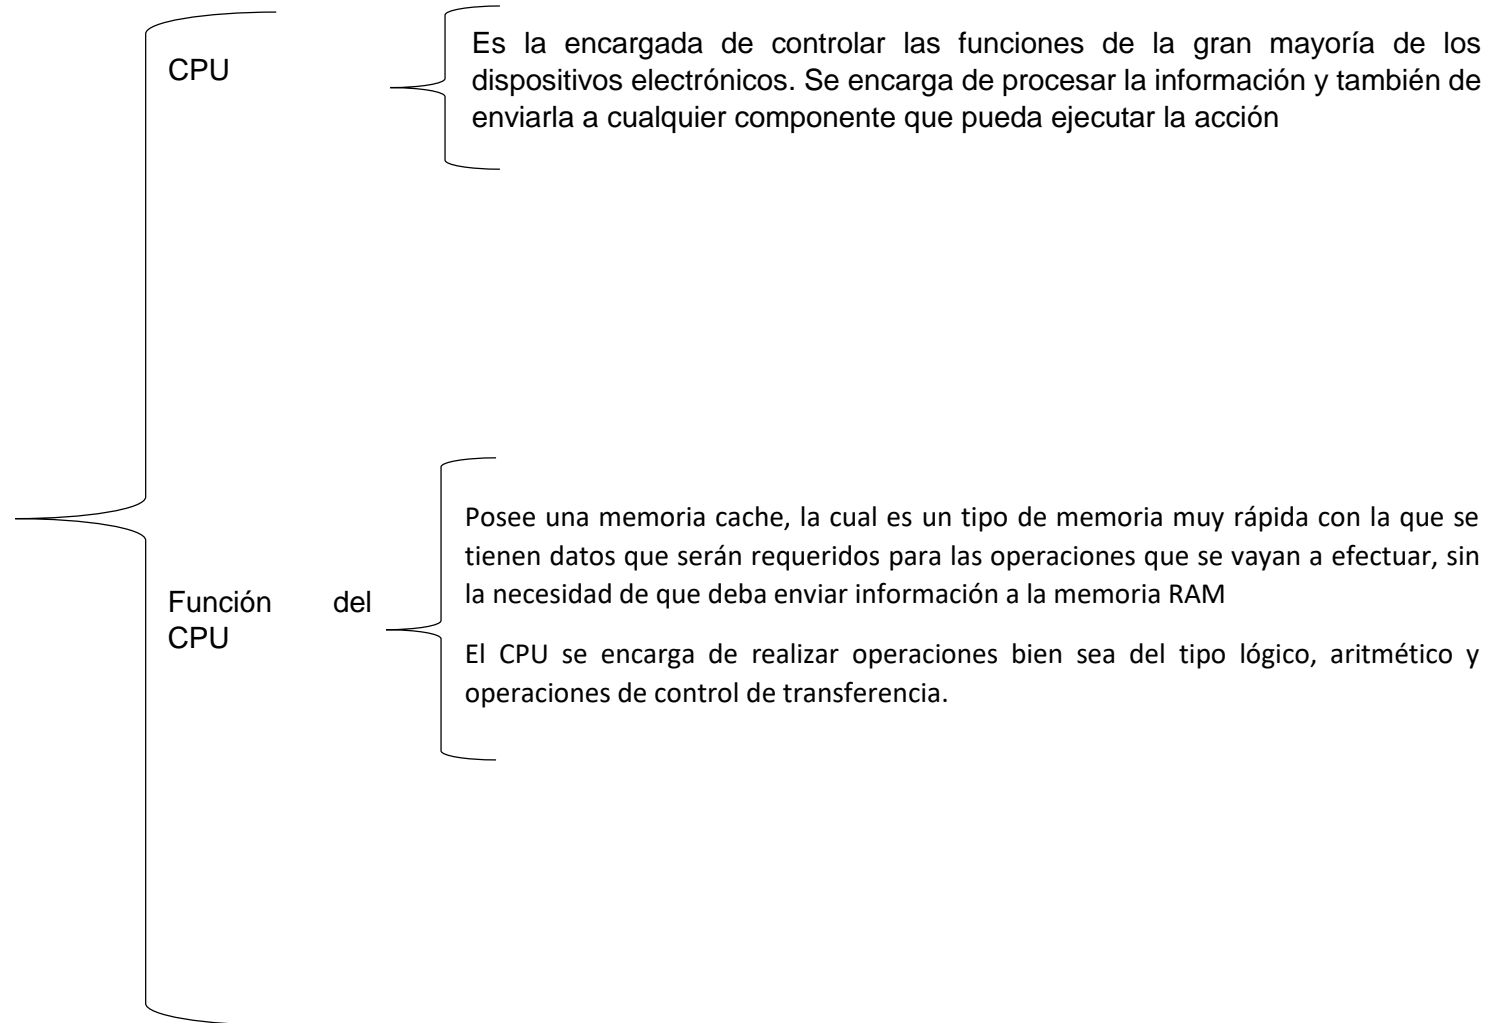 CPU
Es la encargada de controlar las funciones de la gran mayoría de los
dispositivos electrónicos. Se encarga de procesar la información y también de
enviarla a cualquier componente que pueda ejecutar la acción
Función del
CPU
Posee una memoria cache, la cual es un tipo de memoria muy rápida con la que se
tienen datos que serán requeridos para las operaciones que se vayan a efectuar, sin
la necesidad de que deba enviar información a la memoria RAM
El CPU se encarga de realizar operaciones bien sea del tipo lógico, aritmético y
operaciones de control de transferencia.